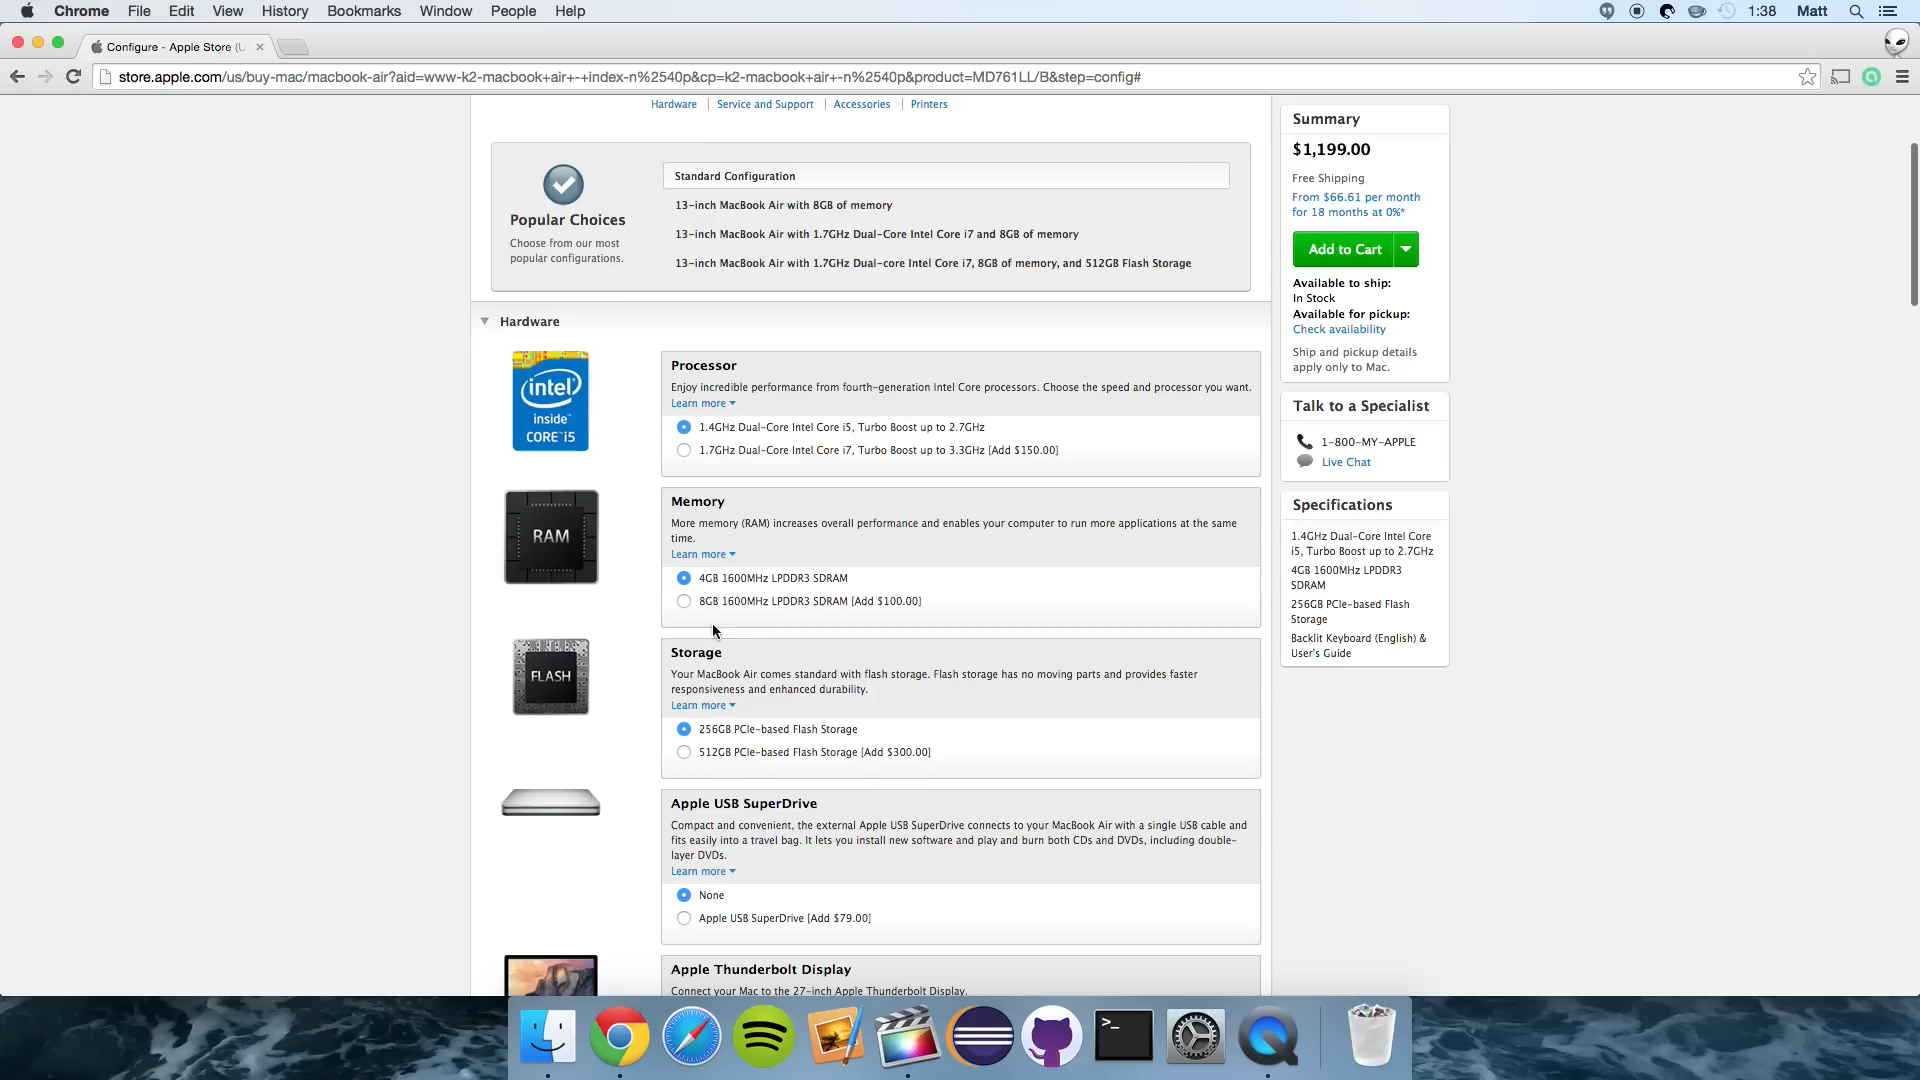 Chrome File Edit View History Bookmarks Window People Help 1:38 Matt
Configure - Apple Store (U
store.apple.com/us/buy-mac/macbook-air?aid=www-k2-macbook+air+-+index-n%2540p&cp=k2-macbook+air+-n%2540p&product=MD761LL/B&step=config#
Hardware Service and Support Accessories Printers
Popular Choices
Choose from our most
popular configurations.
Standard Configuration
13-inch MacBook Air with 8GB of memory
13-inch MacBook Air with 1.7GHz Dual-Core Intel Core i7 and 8GB of memory
13-inch MacBook Air with 1.7GHz Dual-core Intel Core i7, 8GB of memory, and 512GB Flash Storage
Hardware
intel
inside™
CORE™i5
Processor
Enjoy incredible performance from fourth-generation Intel Core processors. Choose the speed and processor you want.
Learn more
1.4GHz Dual-Core Intel Core i5, Turbo Boost up to 2.7GHz
1.7GHz Dual-Core Intel Core i7, Turbo Boost up to 3.3GHz [Add $150.00]
RAM
Memory
More memory (RAM) increases overall performance and enables your computer to run more applications at the same
time.
Learn more
4GB 1600MHz LPDDR3 SDRAM
8GB 1600MHz LPDDR3 SDRAM [Add $100.00]
FLASH
Storage
Your MacBook Air comes standard with flash storage. Flash storage has no moving parts and provides faster
responsiveness and enhanced durability.
Learn more
256GB PCIe-based Flash Storage
512GB PCIe-based Flash Storage [Add $300.00]
Apple USB SuperDrive
Compact and convenient, the external Apple USB SuperDrive connects to your MacBook Air with a single USB cable and
fits easily into a travel bag. It lets you install new software and play and burn both CDs and DVDs, including double-
layer DVDs.
Learn more
None
Apple USB SuperDrive [Add $79.00]
Apple Thunderbolt Display
Connect your Mac to the 27-inch Apple Thunderbolt Display.
Summary
$1,199.00
Free Shipping
From $66.61 per month
for 18 months at 0%*
Add to Cart
Available to ship:
In Stock
Available for pickup:
Check availability
Ship and pickup details
apply only to Mac.
Talk to a Specialist
1-800-MY-APPLE
Live Chat
Specifications
1.4GHz Dual-Core Intel Core
i5, Turbo Boost up to 2.7GHz
4GB 1600MHz LPDDR3
SDRAM
256GB PCIe-based Flash
Storage
Backlit Keyboard (English) &
User's Guide
>_